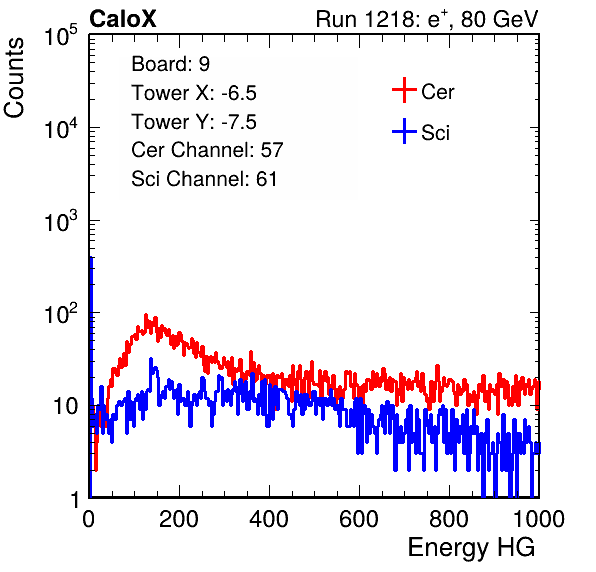 CaloX Run 1218: e+, 80 GeV
Counts
Board: 9
Tower X: -6.5
Tower Y: -7.5
Cer Channel: 57
Sci Channel: 61
Cer
Sci
10^5
10^4
10^3
10^2
10
1
0 200 400 600 800 1000
Energy HG